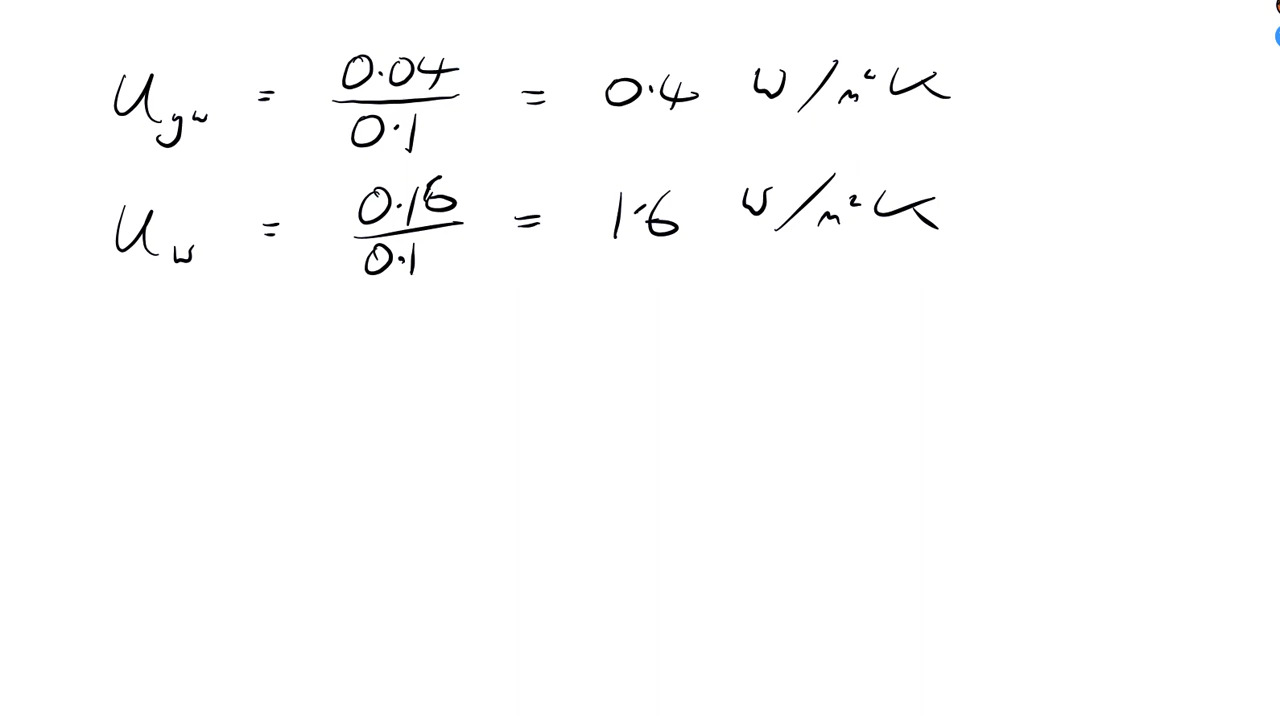 U_gw = 0.04/0.1 = 0.4 W/m²K
U_w = 0.16/0.1 = 1.6 W/m²K